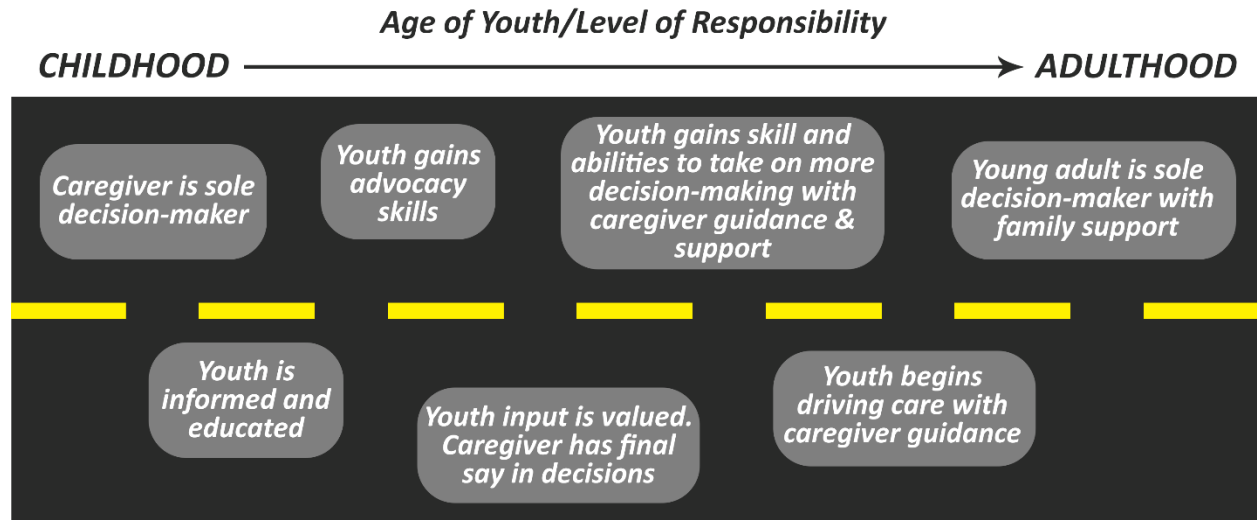 Age of Youth/Level of Responsibility
CHILDHOOD
ADULTHOOD
Caregiver is sole
decision-maker
Youth gains
advocacy
skills
Youth gains skill and
abilities to take on more
decision-making with
caregiver guidance &
support
Young adult is sole
decision-maker with
family support
Youth is
informed and
educated
Youth input is valued.
Caregiver has final
say in decisions
Youth begins
driving care with
caregiver guidance